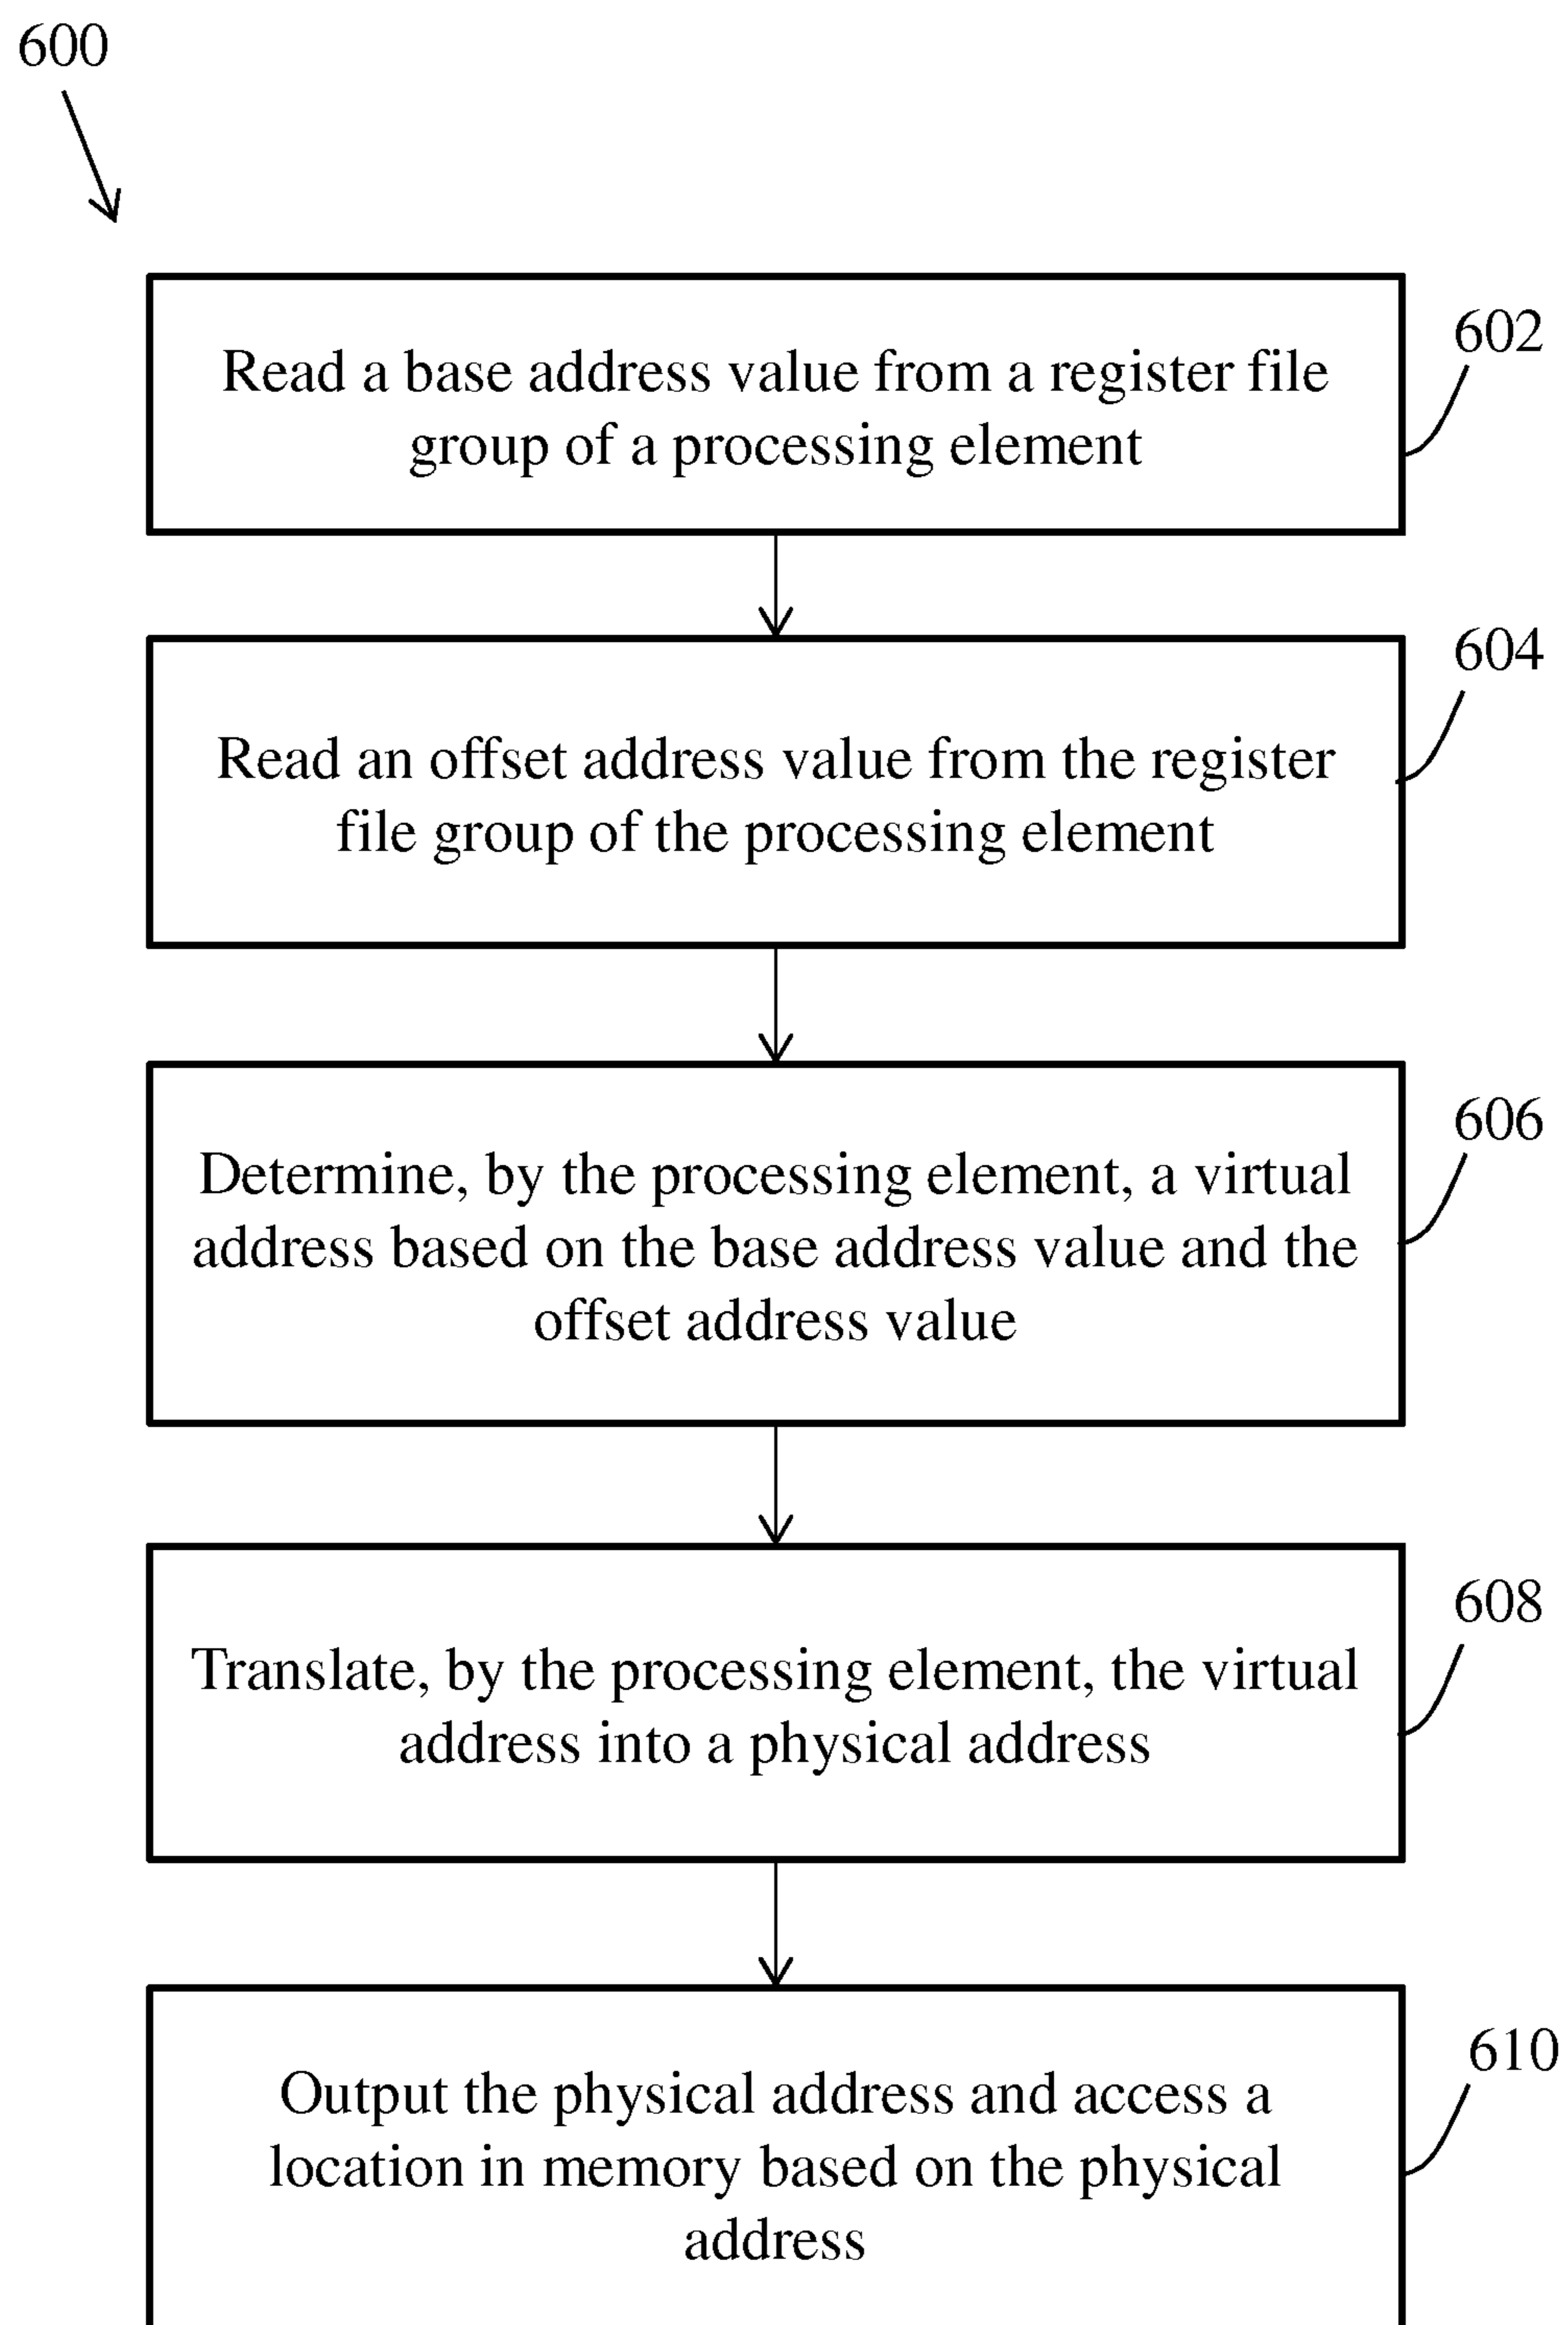 600
Read a base address value from a register file
group of a processing element
602
Read an offset address value from the register
file group of the processing element
604
Determine, by the processing element, a virtual
address based on the base address value and the
offset address value
606
Translate, by the processing element, the virtual
address into a physical address
608
Output the physical address and access a
location in memory based on the physical
address
610